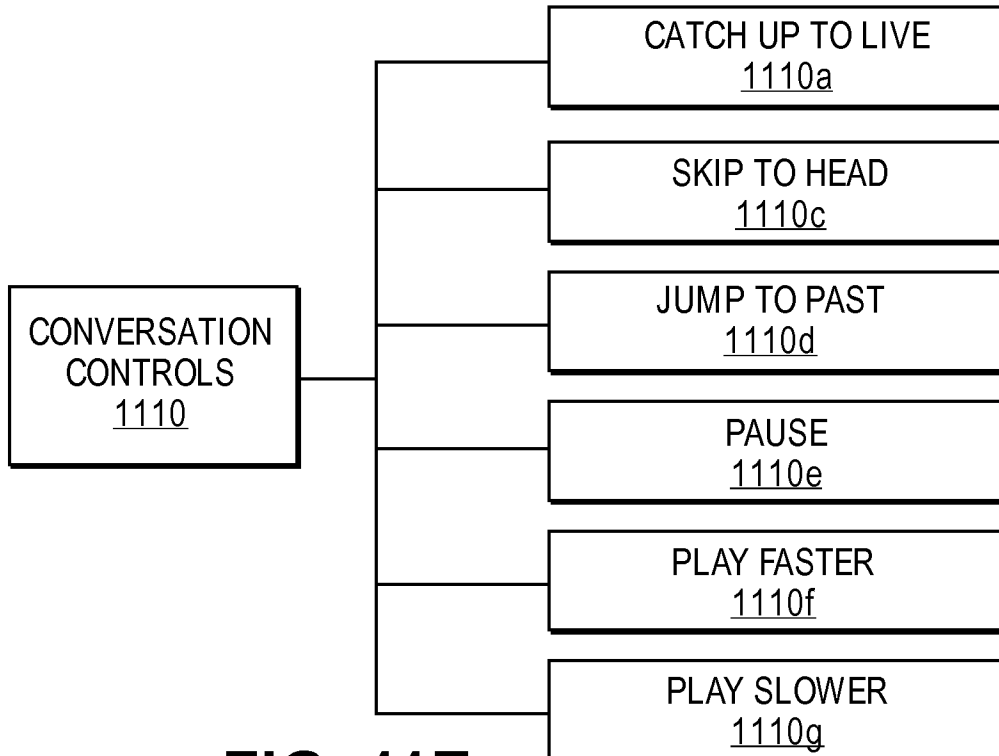 CONVERSATION
CONTROLS
1110
CATCH UP TO LIVE
1110a
SKIP TO HEAD
1110c
JUMP TO PAST
1110d
PAUSE
1110e
PLAY FASTER
1110f
PLAY SLOWER
1110g
FIG.